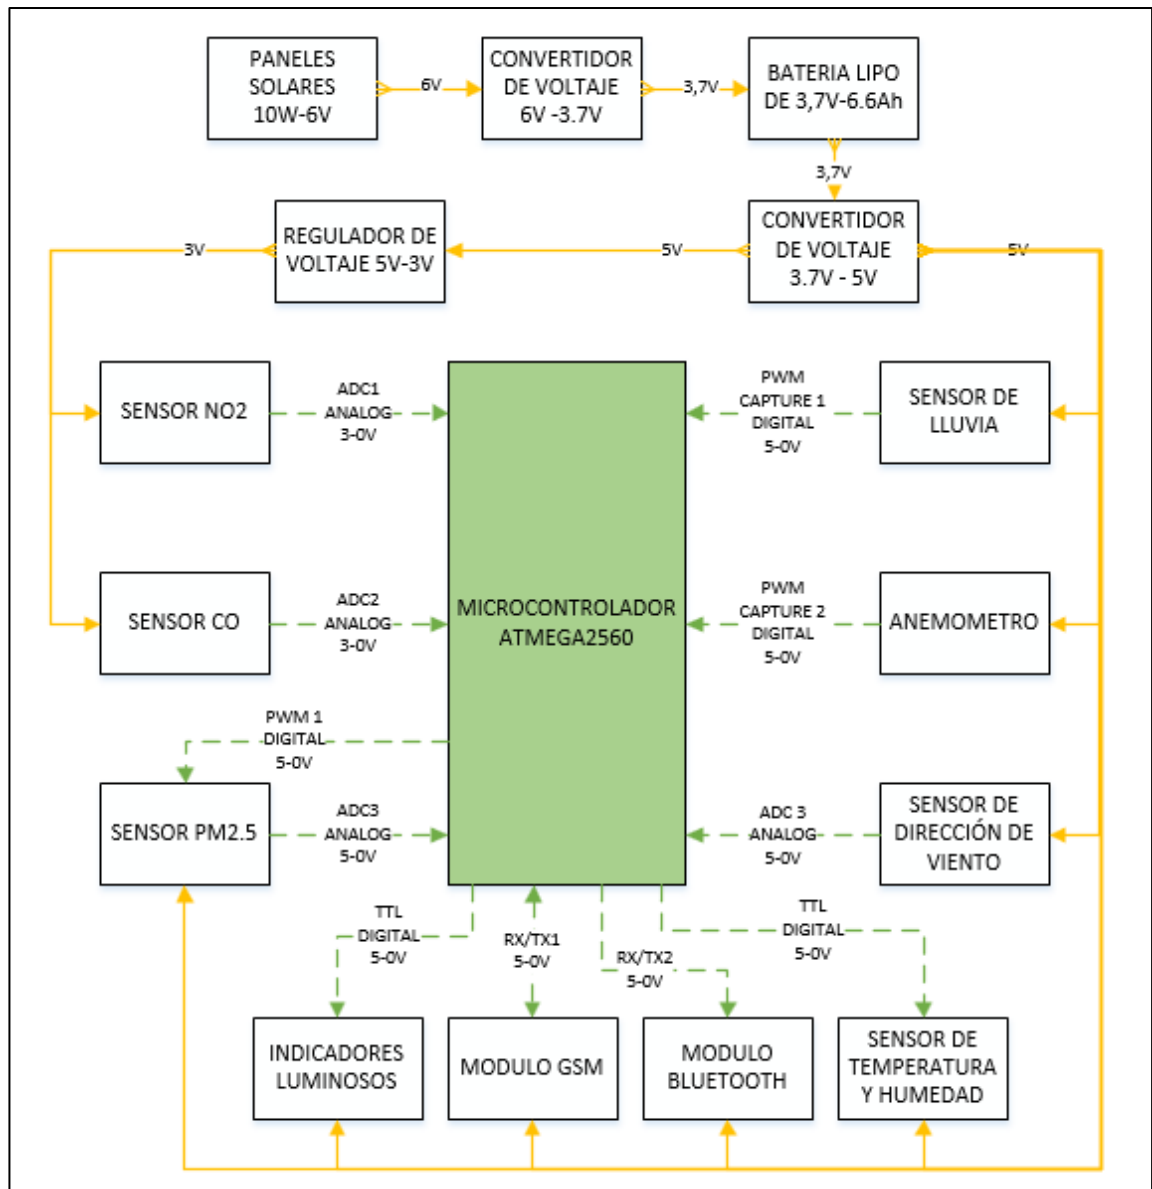 PANELES
SOLARES
10W-6V
6V
CONVERTIDOR
DE VOLTAJE
6V -3.7V
3,7V
BATERIA LIPO
DE 3,7V-6.6Ah
3,7V
3V
REGULADOR DE
VOLTAJE 5V-3V
5V
CONVERTIDOR
DE VOLTAJE
3.7V - 5V
5V
SENSOR NO2
ADC1
ANALOG
3-0V
PWM
CAPTURE 1
DIGITAL
5-0V
SENSOR DE
LLUVIA
SENSOR CO
ADC2
ANALOG
3-0V
MICROCONTROLADOR
ATMEGA2560
PWM
CAPTURE 2
DIGITAL
5-0V
ANEMOMETRO
PWM 1
DIGITAL
5-0V
SENSOR PM2.5
ADC3
ANALOG
5-0V
ADC 3
ANALOG
5-0V
SENSOR DE
DIRECCIÓN DE
VIENTO
TTL
DIGITAL
5-0V
RX/TX1
5-0V
RX/TX2
5-0V
TTL
DIGITAL
5-0V
INDICADORES
LUMINOSOS
MODULO GSM
MODULO
BLUETOOTH
SENSOR DE
TEMPERATURA
Y HUMEDAD